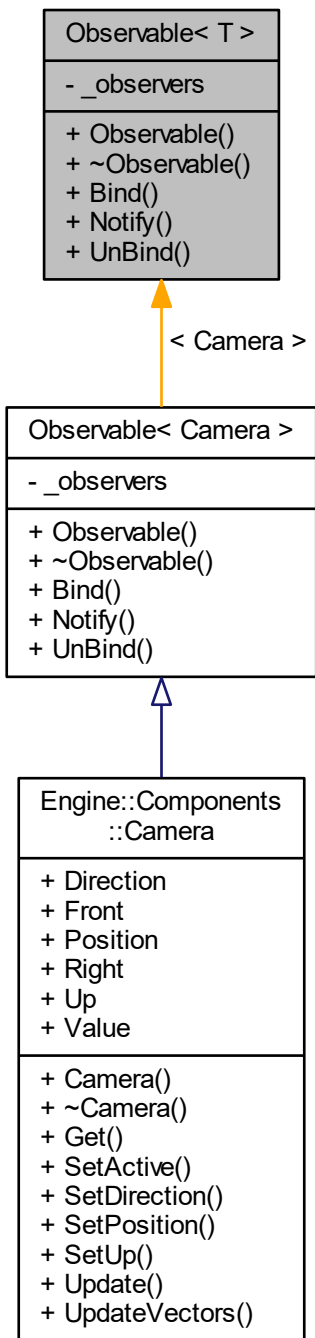 Observable< T >
- _observers
+ Observable()
+ ~Observable()
+ Bind()
+ Notify()
+ UnBind()
< Camera >
Observable< Camera >
- _observers
+ Observable()
+ ~Observable()
+ Bind()
+ Notify()
+ UnBind()
Engine::Components
::Camera
+ Direction
+ Front
+ Position
+ Right
+ Up
+ Value
+ Camera()
+ ~Camera()
+ Get()
+ SetActive()
+ SetDirection()
+ SetPosition()
+ SetUp()
+ Update()
+ UpdateVectors()